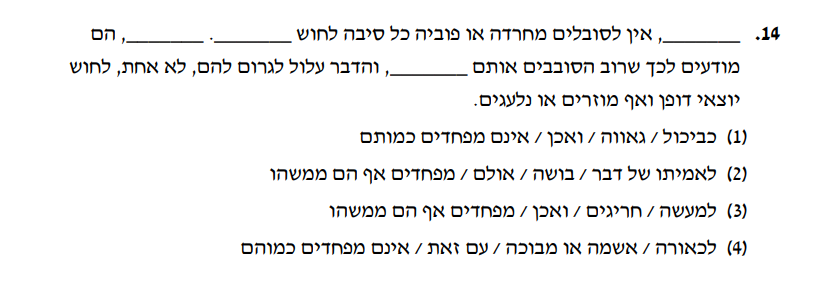 14. ________, אין לסובלים מחרדה או פוביה כל סיבה לחוש ________. ________, הם
מודעים לכך שרוב הסובבים אותם ________, והדבר עלול לגרום להם, לא אחת, לחוש
יוצאי דופן ואף מוזרים או נלעגים.
(1) כביכול / גאווה / ואכן / אינם מפחדים כמותם
(2) לאמיתו של דבר / בושה / אולם / מפחדים אף הם ממשהו
(3) למעשה / חריגים / ואכן / מפחדים אף הם ממשהו
(4) לכאורה / אשמה או מבוכה / עם זאת / אינם מפחדים כמוהם